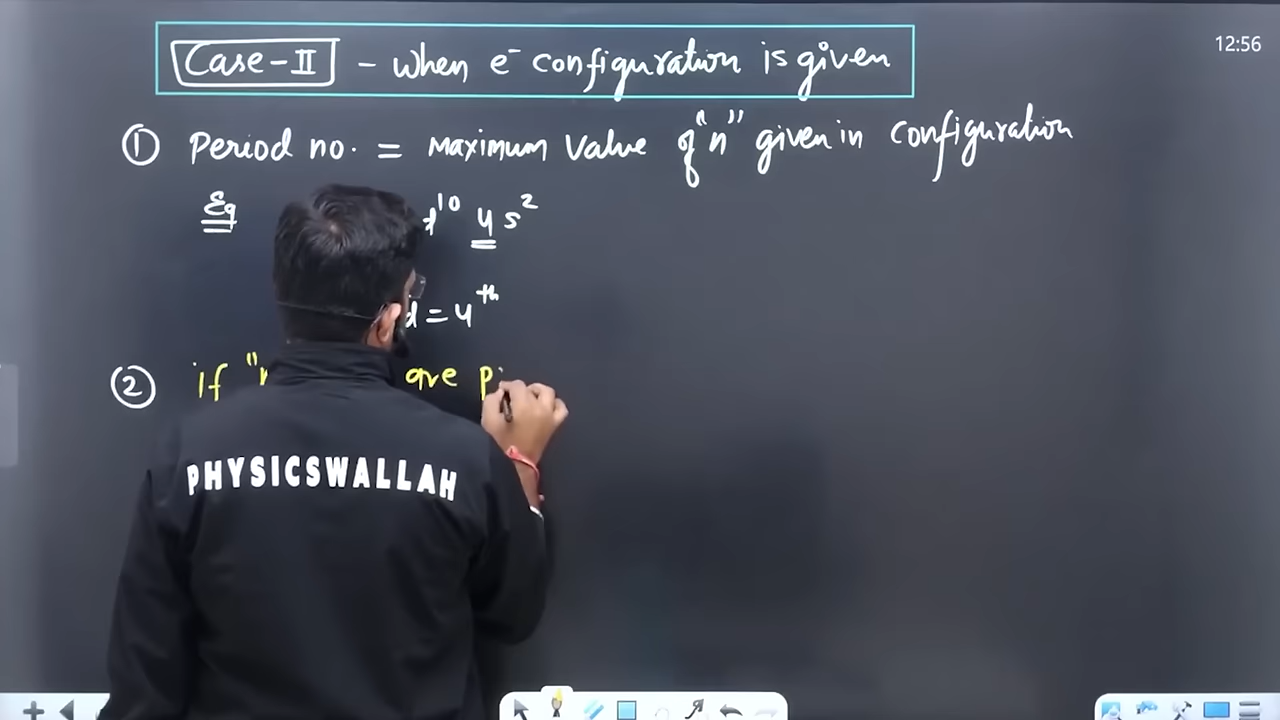 Case-II - when e⁻ configuration is given
12:56
① Period no. = Maximum Value of "n" given in configuration
Eg 4s²
= 4th
② if are
PHYSICSWALLAH